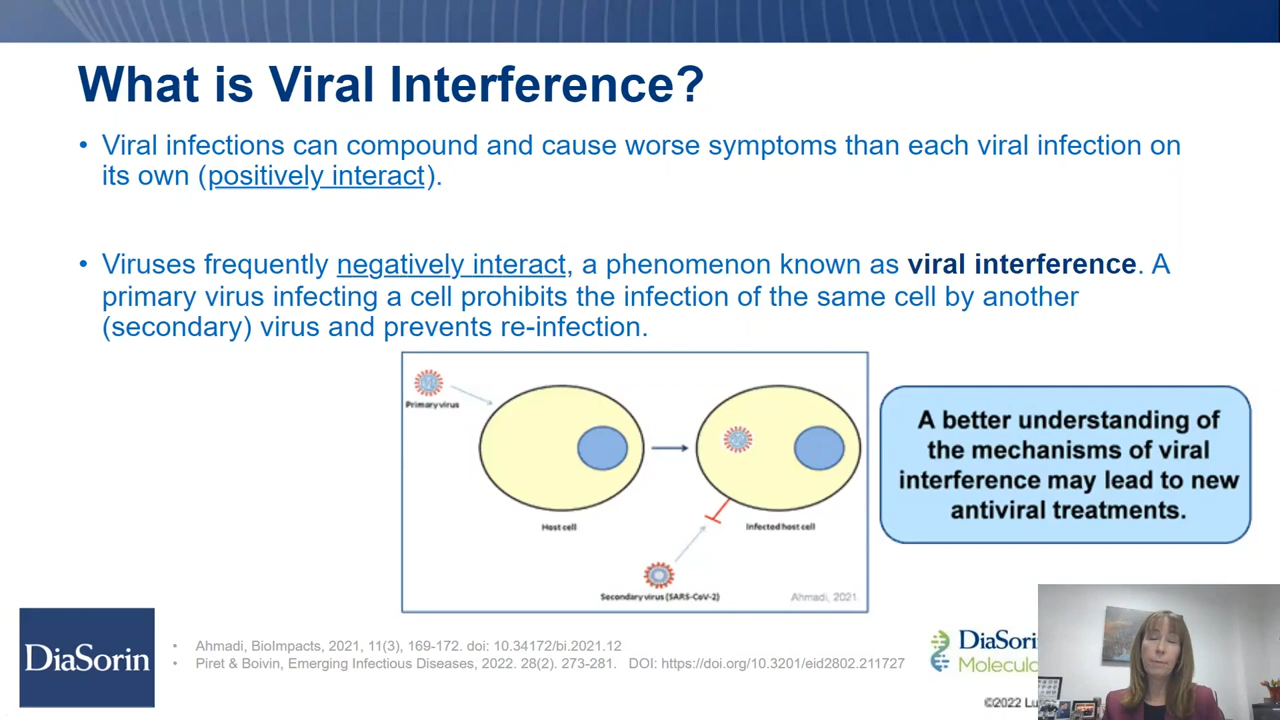 What is Viral Interference?
• Viral infections can compound and cause worse symptoms than each viral infection on
its own (positively interact).
• Viruses frequently negatively interact, a phenomenon known as viral interference. A
primary virus infecting a cell prohibits the infection of the same cell by another
(secondary) virus and prevents re-infection.
Primary virus
Host cell
Infected host cell
Secondary virus (SARS-CoV-2)
Ahmadi, 2021.
A better understanding of
the mechanisms of viral
interference may lead to new
antiviral treatments.
DiaSorin
• Ahmadi, BioImpacts, 2021, 11(3), 169-172. doi: 10.34172/bi.2021.12
• Piret & Boivin, Emerging Infectious Diseases, 2022. 28(2). 273-281. DOI: https://doi.org/10.3201/eid2802.211727
©2022